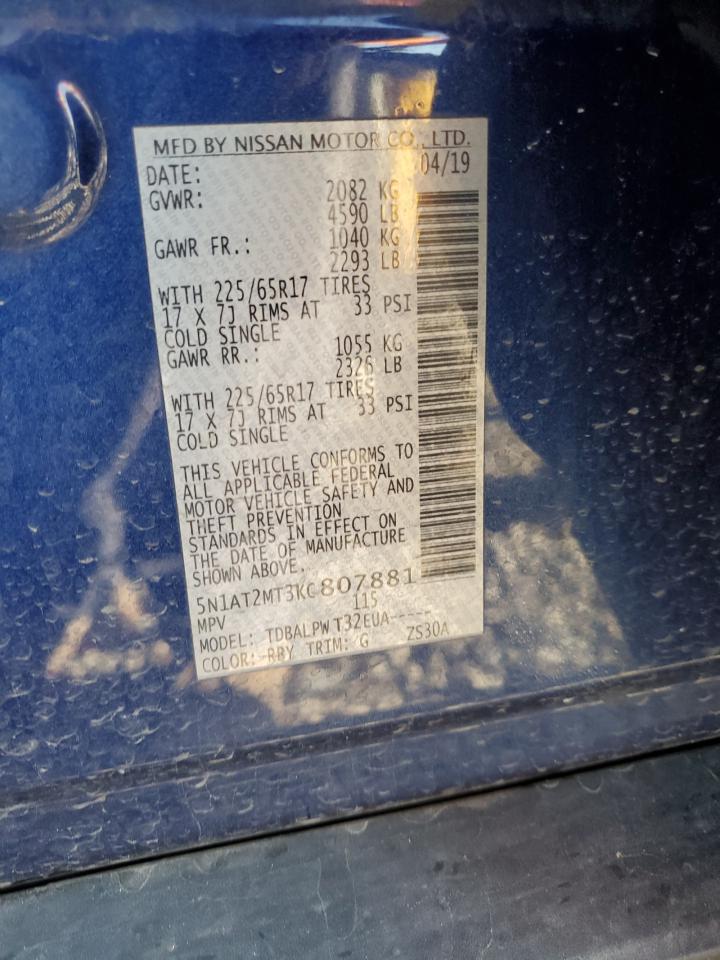 MFD BY NISSAN MOTOR CO., LTD.
DATE: 04/19
GVWR: 2082 KG
4590 LB
GAWR FR.: 1040 KG
2293 LB
WITH 225/65R17 TIRES
17 X 7J RIMS AT 33 PSI
COLD SINGLE
GAWR RR.: 1055 KG
2326 LB
WITH 225/65R17 TIRES
17 X 7J RIMS AT 33 PSI
COLD SINGLE
THIS VEHICLE CONFORMS TO
ALL APPLICABLE FEDERAL
MOTOR VEHICLE SAFETY AND
THEFT PREVENTION
STANDARDS IN EFFECT ON
THE DATE OF MANUFACTURE
SHOWN ABOVE.
5N1AT2MT3KC807881
MPV 115
MODEL: TDBALPW T32EUA-----
COLOR: RBY TRIM: G ZS30A